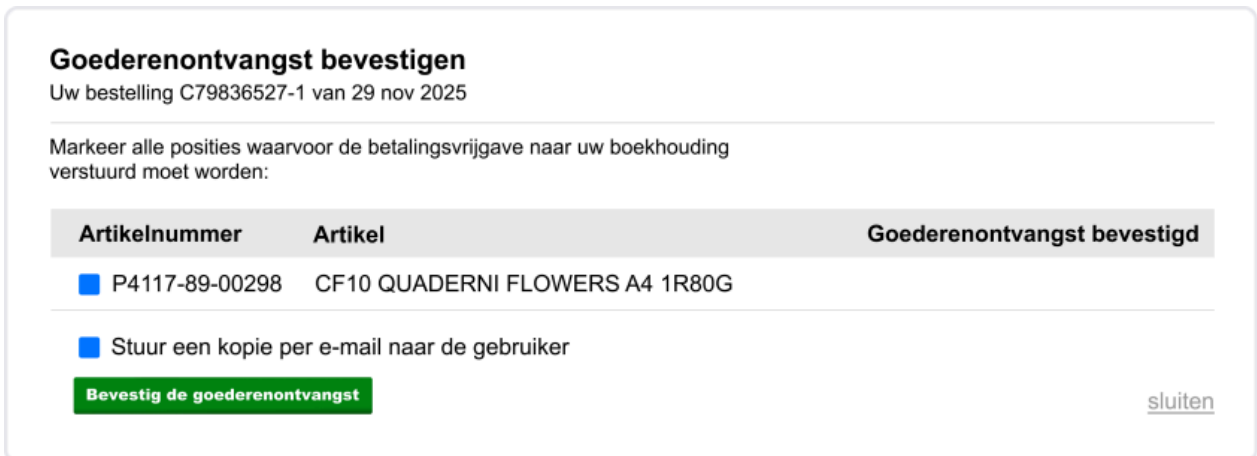 Goederenontvangst bevestigen
Uw bestelling C79836527-1 van 29 nov 2025
Markeer alle posities waarvoor de betalingsvrijgave naar uw boekhouding
verstuurd moet worden:
Artikelnummer Artikel Goederenontvangst bevestigd
P4117-89-00298 CF10 QUADERNI FLOWERS A4 1R80G
Stuur een kopie per e-mail naar de gebruiker
Bevestig de goederenontvangst
sluiten